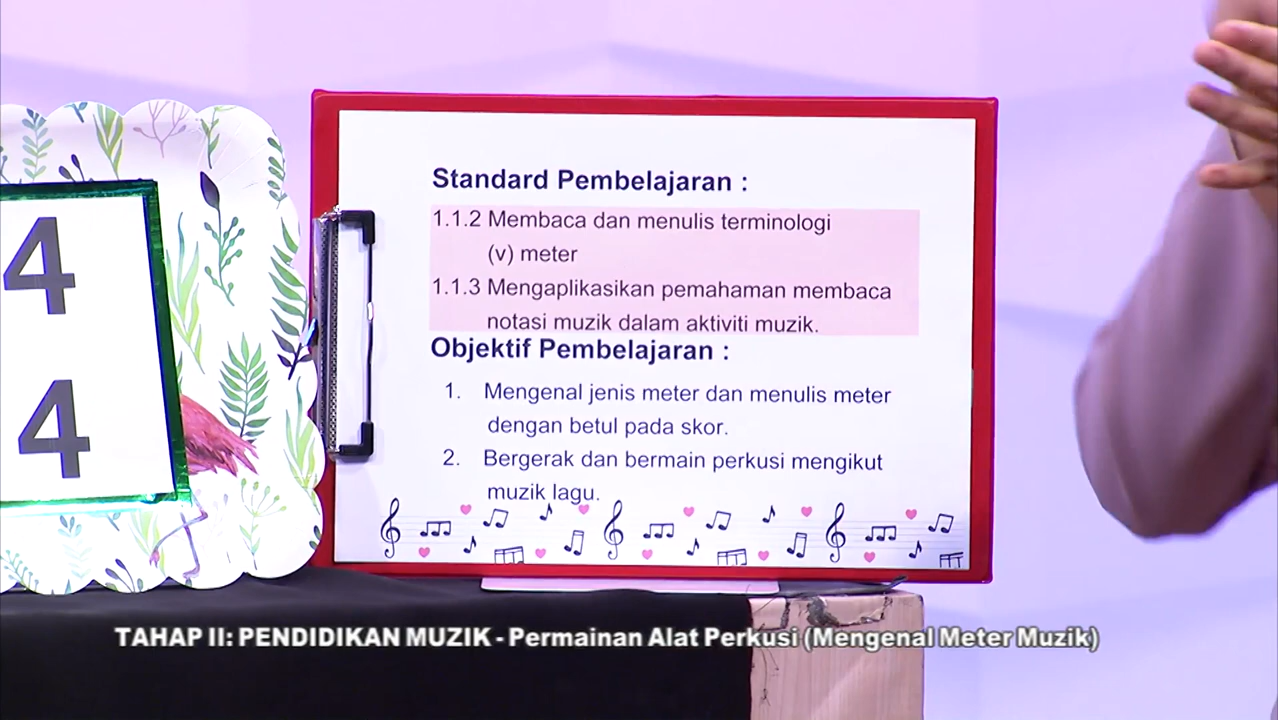 4
4
Standard Pembelajaran :
1.1.2 Membaca dan menulis terminologi
(v) meter
1.1.3 Mengaplikasikan pemahaman membaca
notasi muzik dalam aktiviti muzik.
Objektif Pembelajaran :
1. Mengenal jenis meter dan menulis meter
dengan betul pada skor.
2. Bergerak dan bermain perkusi mengikut
muzik lagu.
TAHAP II: PENDIDIKAN MUZIK - Permainan Alat Perkusi (Mengenal Meter Muzik)